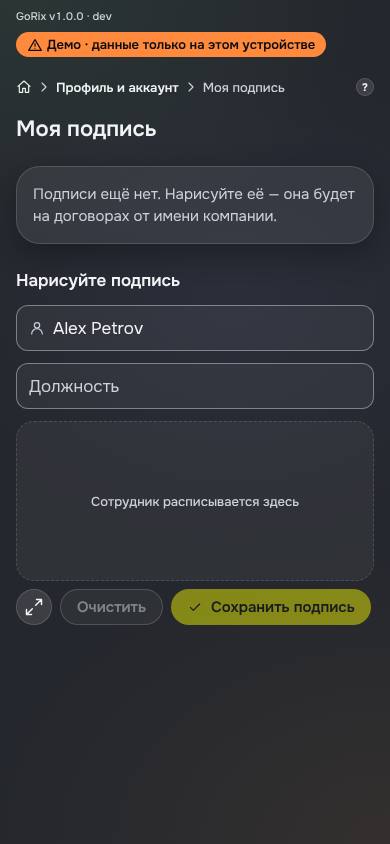 GoRix v1.0.0 · dev
Демо · данные только на этом устройстве
Профиль и аккаунт > Моя подпись ?
Моя подпись
Подписи ещё нет. Нарисуйте её — она будет
на договорах от имени компании.
Нарисуйте подпись
Alex Petrov
Должность
Сотрудник расписывается здесь
Очистить Сохранить подпись